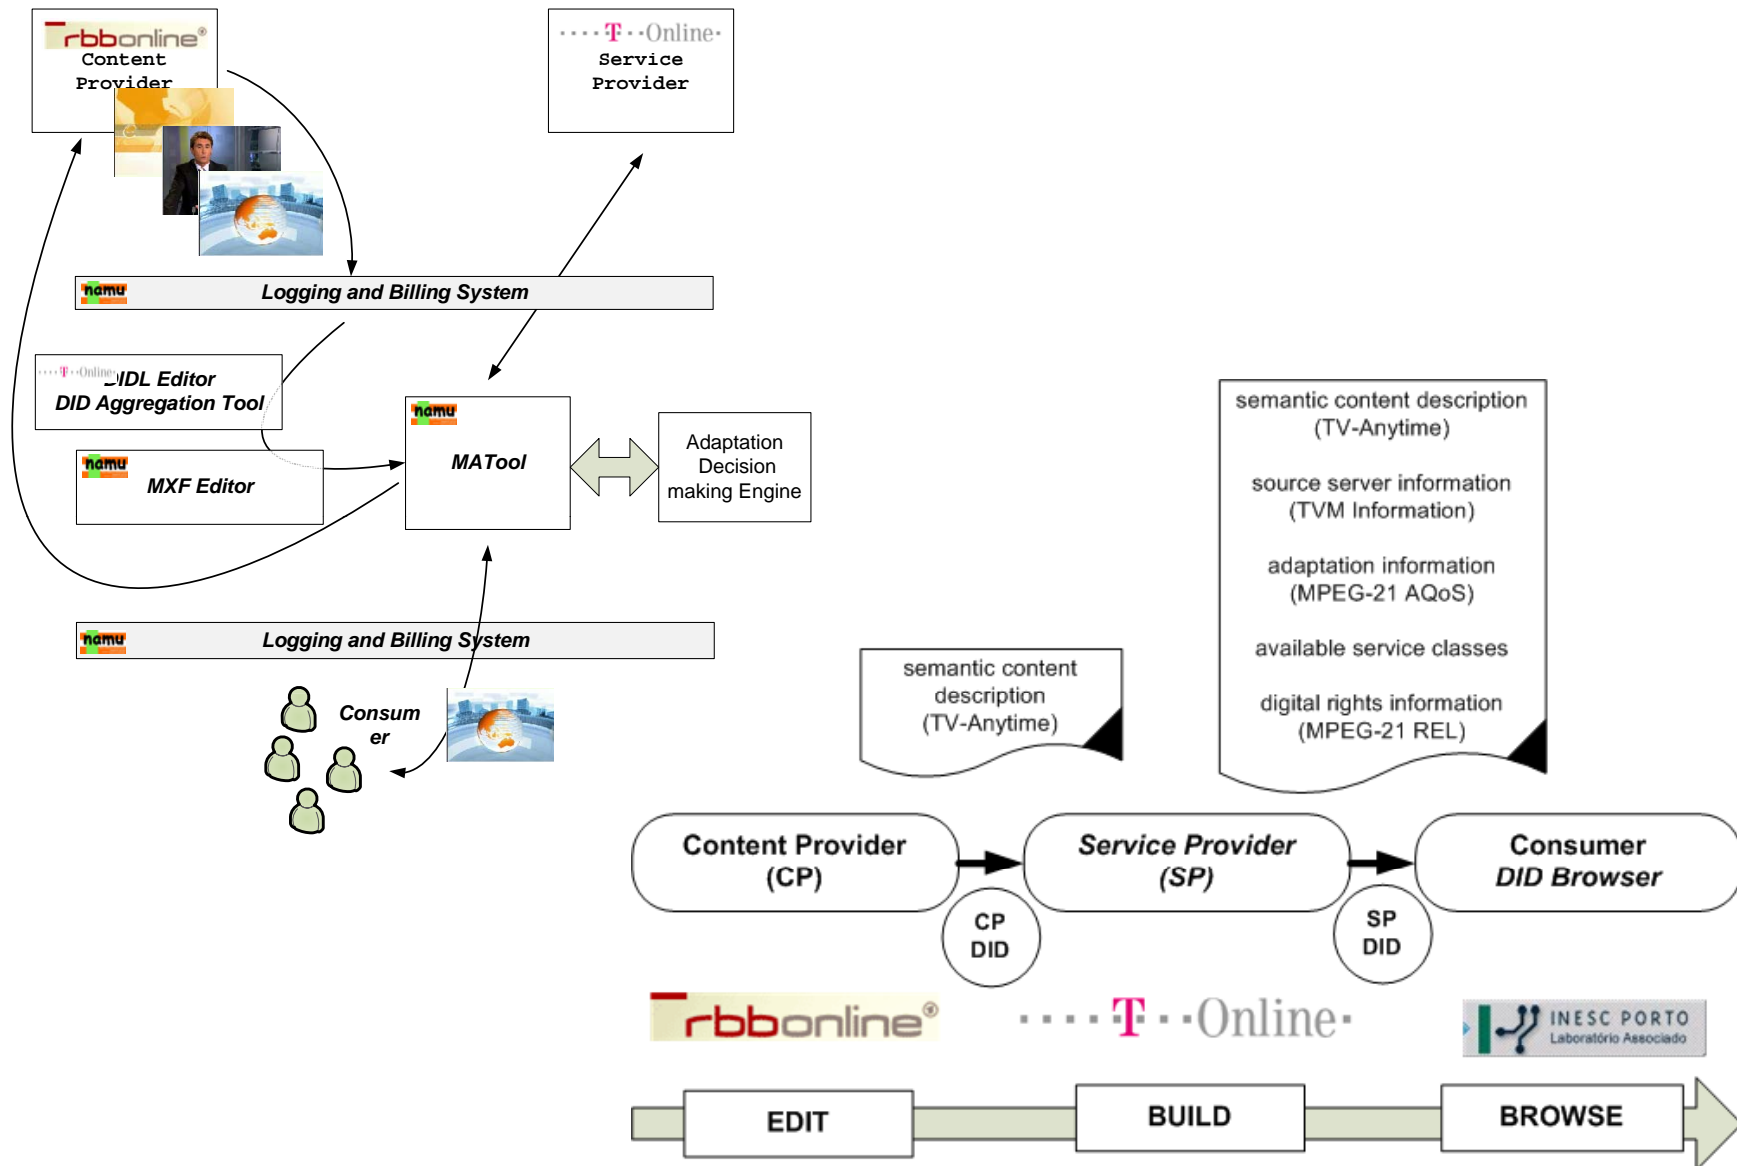 rbbonline®
Content
Provider
· · · · T · · Online ·
Service
Provider
namu
Logging and Billing System
· · · · T · · Online
DIDL Editor
DID Aggregation Tool
namu
MXF Editor
namu
MATool
Adaptation
Decision
making Engine
namu
Logging and Billing System
Consum
er
semantic content
description
(TV-Anytime)
semantic content description
(TV-Anytime)
source server information
(TVM Information)
adaptation information
(MPEG-21 AQoS)
available service classes
digital rights information
(MPEG-21 REL)
Content Provider
(CP)
CP
DID
Service Provider
(SP)
SP
DID
Consumer
DID Browser
rbbonline®
· · · · T · · Online ·
INESC PORTO
Laboratório Associado
EDIT
BUILD
BROWSE